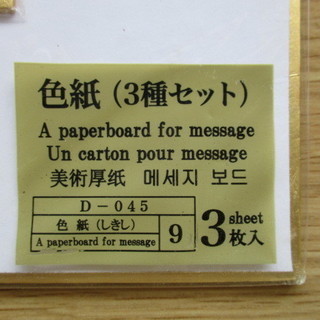 色紙（3種セット）
A paperboard for message
Un carton pour message
美術厚纸 메세지 보드
D－045
色 紙（しきし）
A paperboard for message
9
3 sheet
枚入